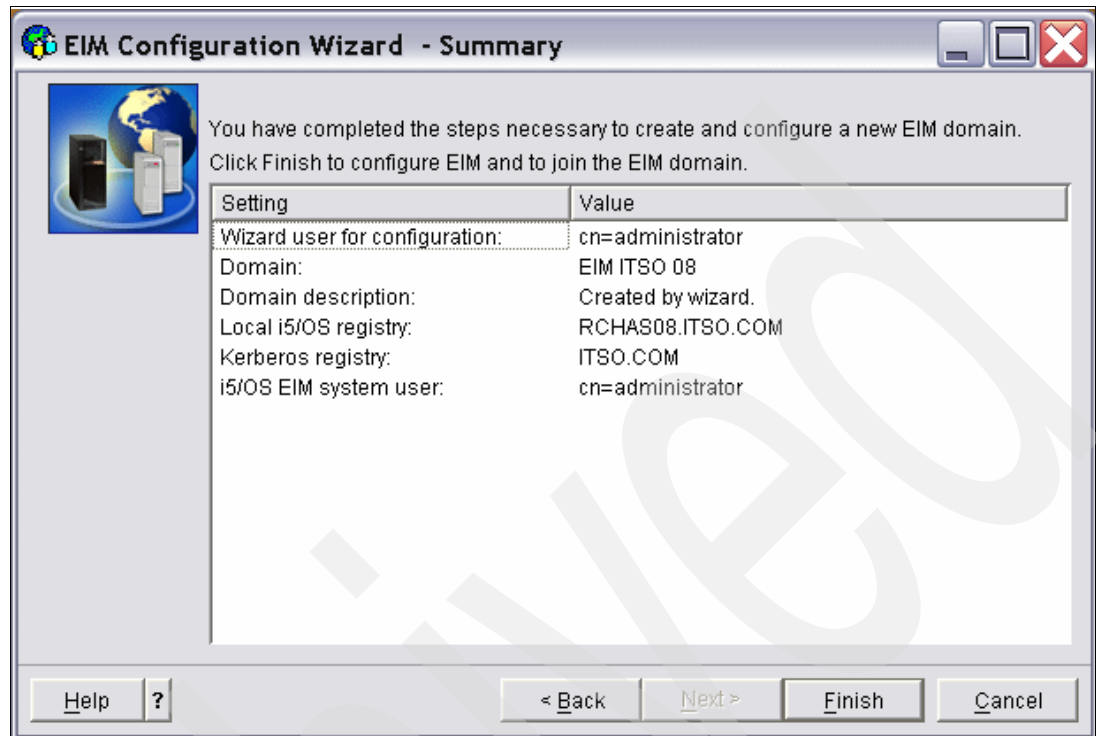 EIM Configuration Wizard - Summary
You have completed the steps necessary to create and configure a new EIM domain.
Click Finish to configure EIM and to join the EIM domain.
Setting Value
Wizard user for configuration: cn=administrator
Domain: EIM ITSO 08
Domain description: Created by wizard.
Local i5/OS registry: RCHAS08.ITSO.COM
Kerberos registry: ITSO.COM
i5/OS EIM system user: cn=administrator
Help ? < Back Next > Finish Cancel